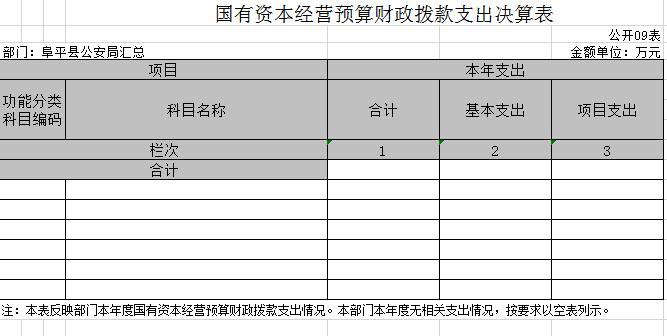 国有资本经营预算财政拨款支出决算表
公开09表
部门：阜平县公安局汇总 金额单位：万元
项目 本年支出
功能分类
科目编码 科目名称 合计 基本支出 项目支出
栏次 1 2 3
合计
注：本表反映部门本年度国有资本经营预算财政拨款支出情况。本部门本年度无相关支出情况，按要求以空表列示。